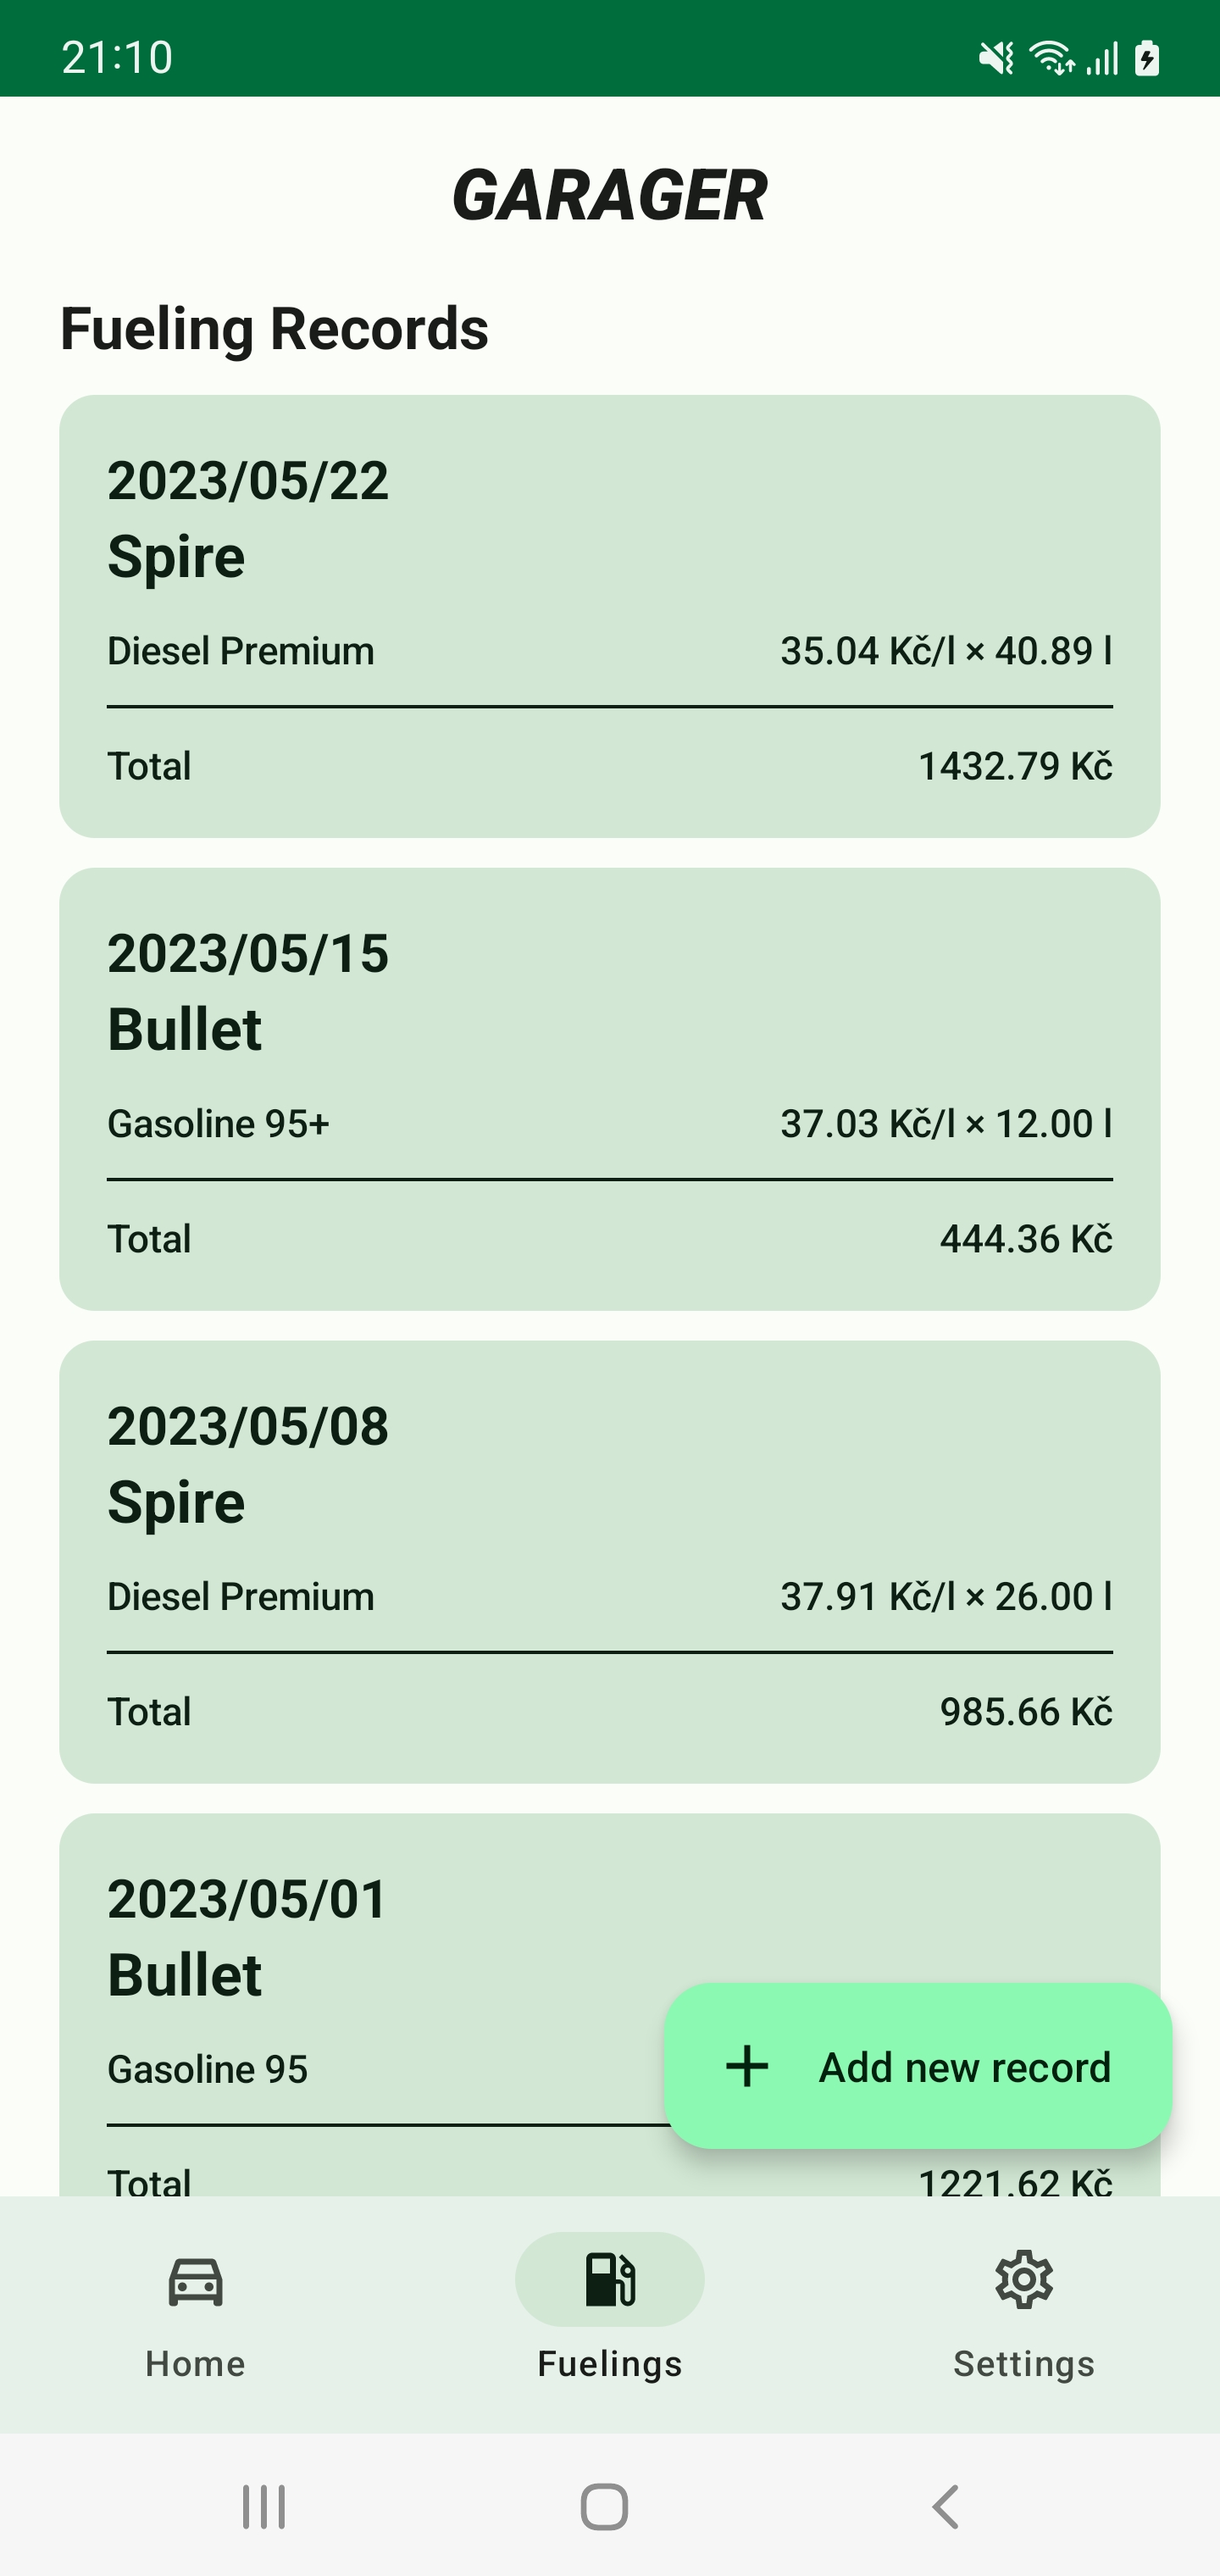 21:10
GARAGER
Fueling Records
2023/05/22
Spire
Diesel Premium 35.04 Kč/l × 40.89 l
Total 1432.79 Kč
2023/05/15
Bullet
Gasoline 95+ 37.03 Kč/l × 12.00 l
Total 444.36 Kč
2023/05/08
Spire
Diesel Premium 37.91 Kč/l × 26.00 l
Total 985.66 Kč
2023/05/01
Bullet
Gasoline 95
Add new record
Total 1221.62 Kč
Home Fuelings Settings